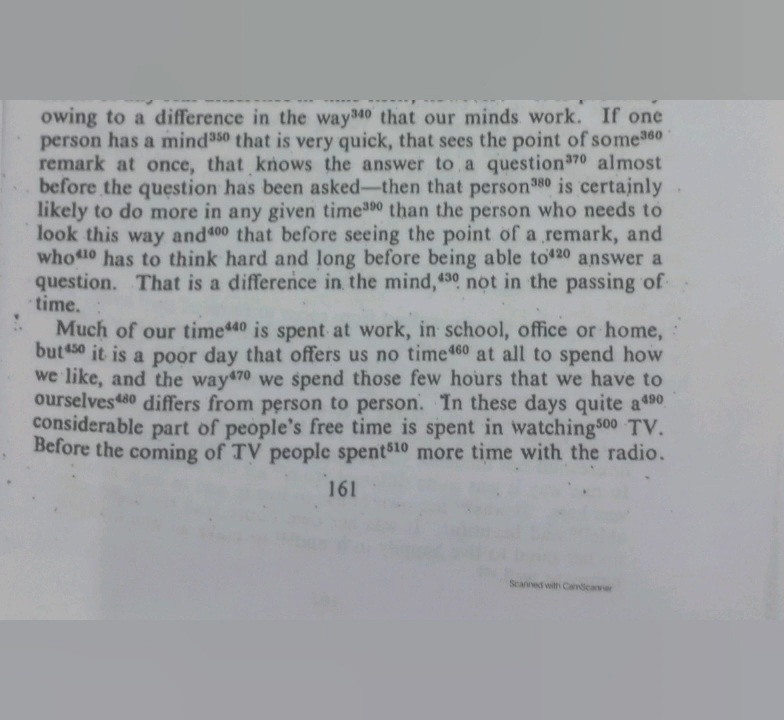 owing to a difference in the way³⁴⁰ that our minds work. If one
person has a mind³⁵⁰ that is very quick, that sees the point of some³⁶⁰
remark at once, that knows the answer to a question³⁷⁰ almost
before the question has been asked—then that person³⁸⁰ is certainly
likely to do more in any given time³⁹⁰ than the person who needs to
look this way and⁴⁰⁰ that before seeing the point of a remark, and
who⁴¹⁰ has to think hard and long before being able to⁴²⁰ answer a
question. That is a difference in the mind,⁴³⁰ not in the passing of
time.
Much of our time⁴⁴⁰ is spent at work, in school, office or home,
but⁴⁵⁰ it is a poor day that offers us no time⁴⁶⁰ at all to spend how
we like, and the way⁴⁷⁰ we spend those few hours that we have to
ourselves⁴⁸⁰ differs from person to person. In these days quite a⁴⁹⁰
considerable part of people's free time is spent in watching⁵⁰⁰ TV.
Before the coming of TV people spent⁵¹⁰ more time with the radio.
161
Scanned with CamScanner